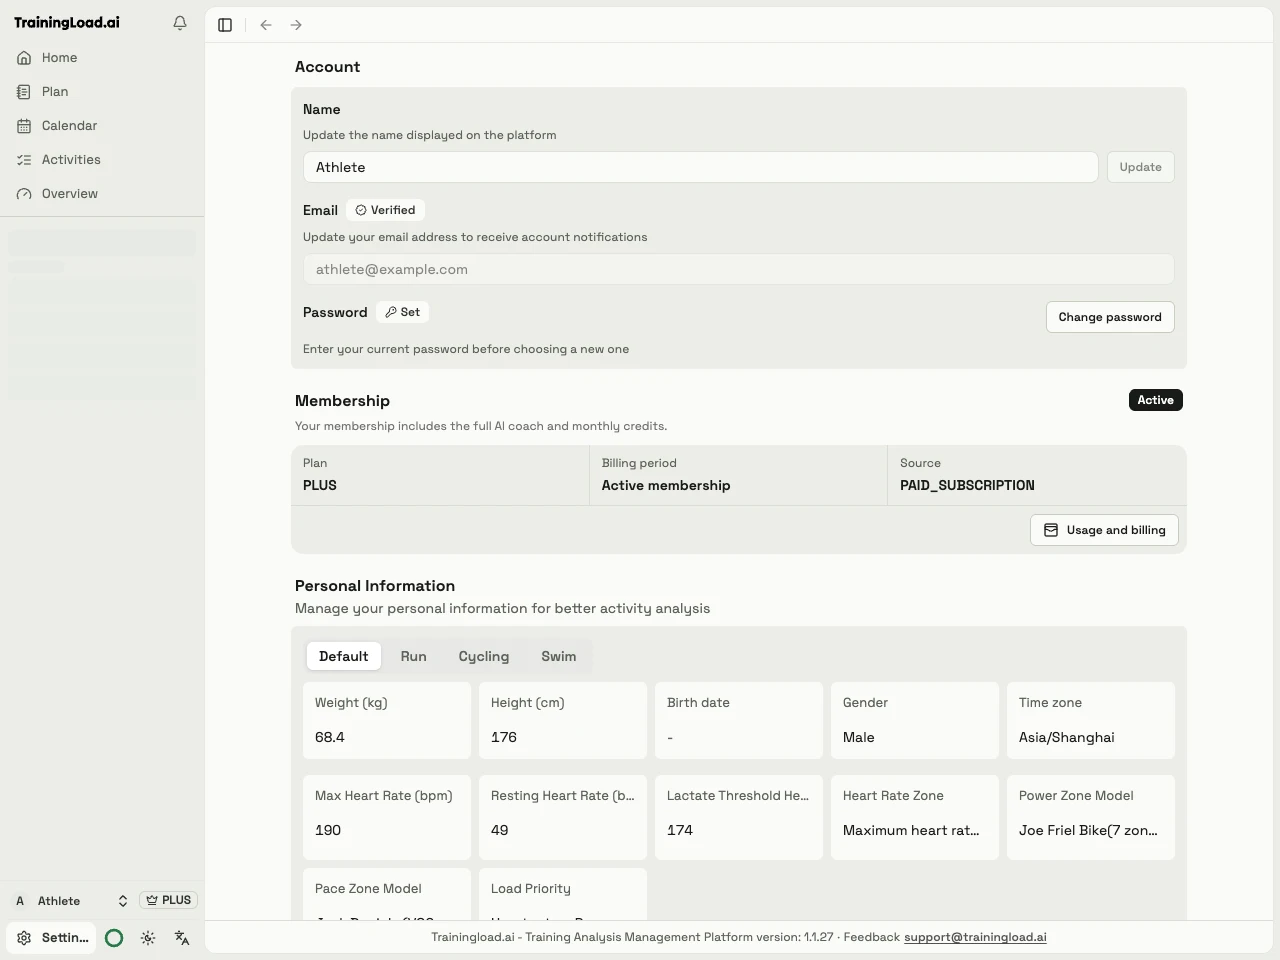 TrainingLoad.ai
Home
Plan
Calendar
Activities
Overview
Account
Name
Update the name displayed on the platform
Athlete
Update
Email
Verified
Update your email address to receive account notifications
athlete@example.com
Password
Set
Change password
Enter your current password before choosing a new one
Membership
Active
Your membership includes the full AI coach and monthly credits.
Plan
Billing period
Source
PLUS
Active membership
PAID_SUBSCRIPTION
Usage and billing
Personal Information
Manage your personal information for better activity analysis
Default
Run
Cycling
Swim
Weight (kg)
Height (cm)
Birth date
Gender
Time zone
68.4
176
-
Male
Asia/Shanghai
Max Heart Rate (bpm)
Resting Heart Rate (b...
Lactate Threshold He...
Heart Rate Zone
Power Zone Model
190
49
174
Maximum heart rat...
Joe Friel Bike(7 zon...
Pace Zone Model
Load Priority
A
Athlete
PLUS
Settin...
Trainingload.ai - Training Analysis Management Platform version: 1.1.27 · Feedback support@trainingload.ai